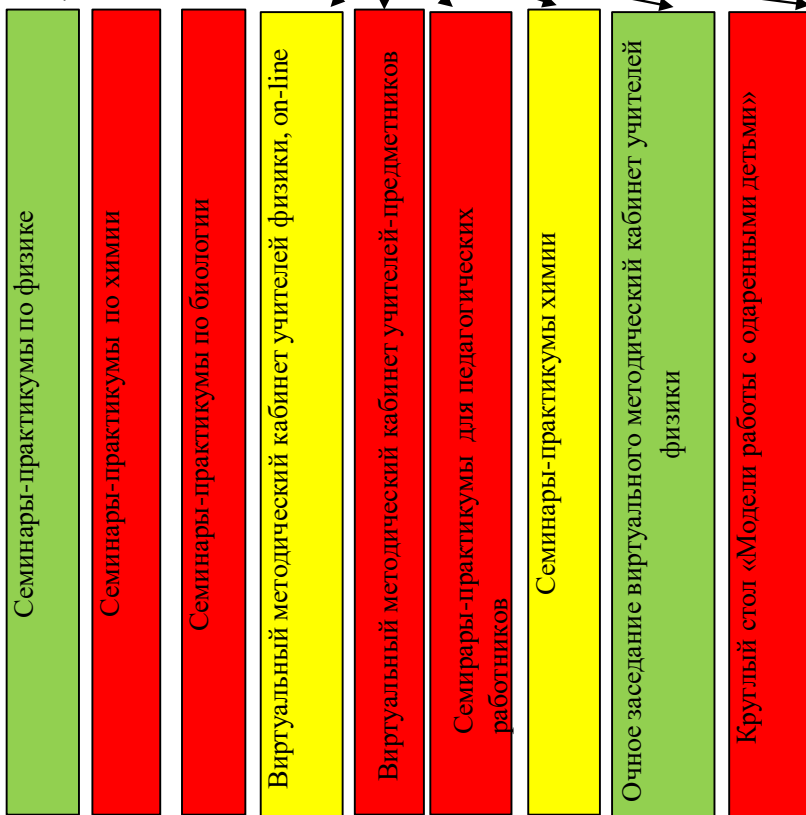 Семинары-практикумы по физике
Семинары-практикумы по химии
Семинары-практикумы по биологии
Виртуальный методический кабинет учителей физики, on-line
Виртуальный методический кабинет учителей-предметников
Семирары-практикумы для педагогических
работников
Семинары-практикумы химии
Очное заседание виртуального методический кабинет учителей
физики
Круглый стол «Модели работы с одаренными детьми»